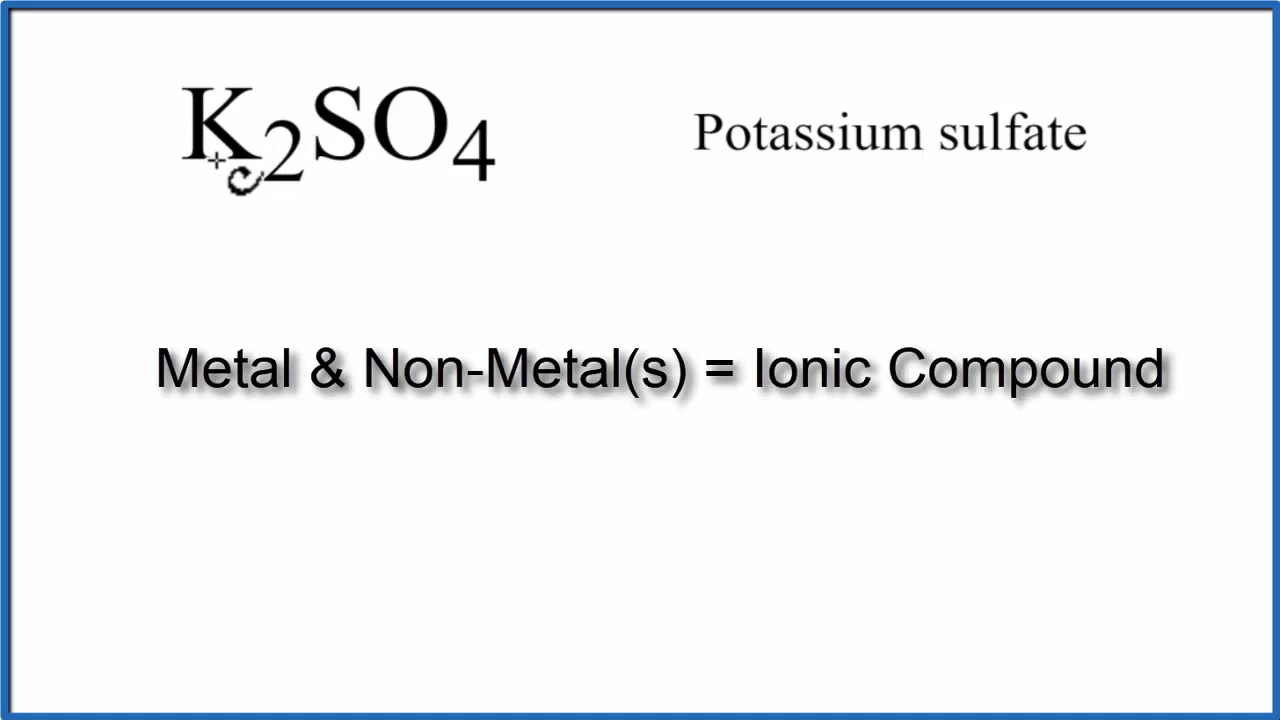 K₂SO₄ Potassium sulfate
Metal & Non-Metal(s) = Ionic Compound